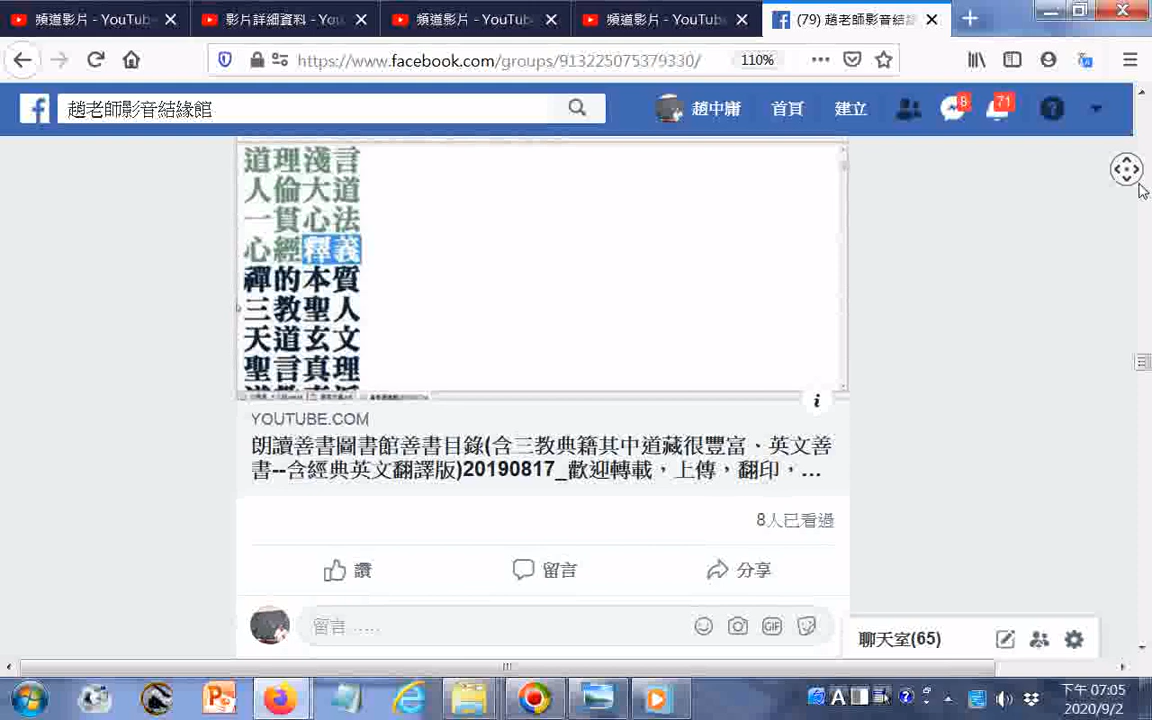 頻道影片 - YouTub
影片詳細資料 - You
頻道影片 - YouTub
頻道影片 - YouTub
(79) 趙老師影音結緣
https://www.facebook.com/groups/913225075379330/
110%
趙老師影音結緣館
趙中庸
首頁
建立
8
71
道理淺言
人倫大道
一貫心法
心經釋義
禪的本質
三教聖人
天道玄文
聖言真理
YOUTUBE.COM
朗讀善書圖書館善書目錄(含三教典籍其中道藏很豐富、英文善
書--含經典英文翻譯版)20190817_歡迎轉載，上傳，翻印，...
8人已看過
讚
留言
分享
留言 .....
GIF
聊天室(65)
A
下午 07:05
2020/9/2